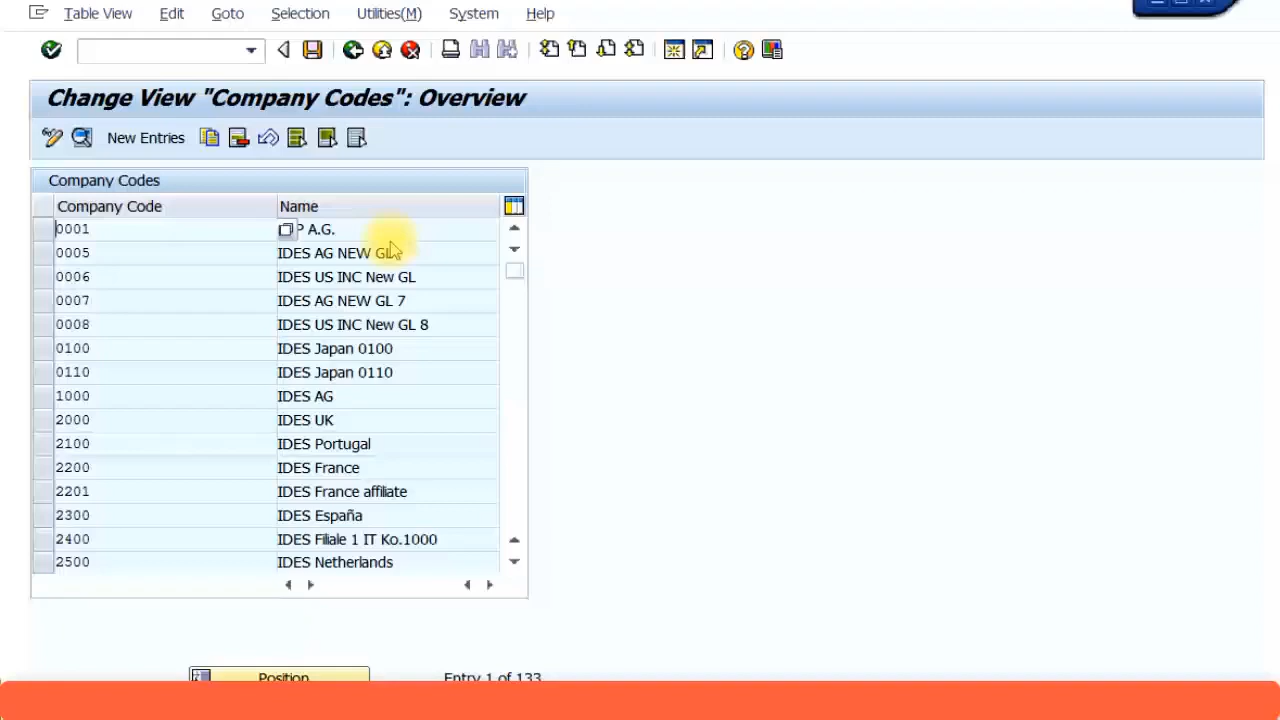 Table View Edit Goto Selection Utilities(M) System Help
Change View "Company Codes": Overview
New Entries
Company Codes
Company Code Name
0001 P A.G.
0005 IDES AG NEW GL
0006 IDES US INC New GL
0007 IDES AG NEW GL 7
0008 IDES US INC New GL 8
0100 IDES Japan 0100
0110 IDES Japan 0110
1000 IDES AG
2000 IDES UK
2100 IDES Portugal
2200 IDES France
2201 IDES France affiliate
2300 IDES España
2400 IDES Filiale 1 IT Ko.1000
2500 IDES Netherlands
Position Entry 1 of 133